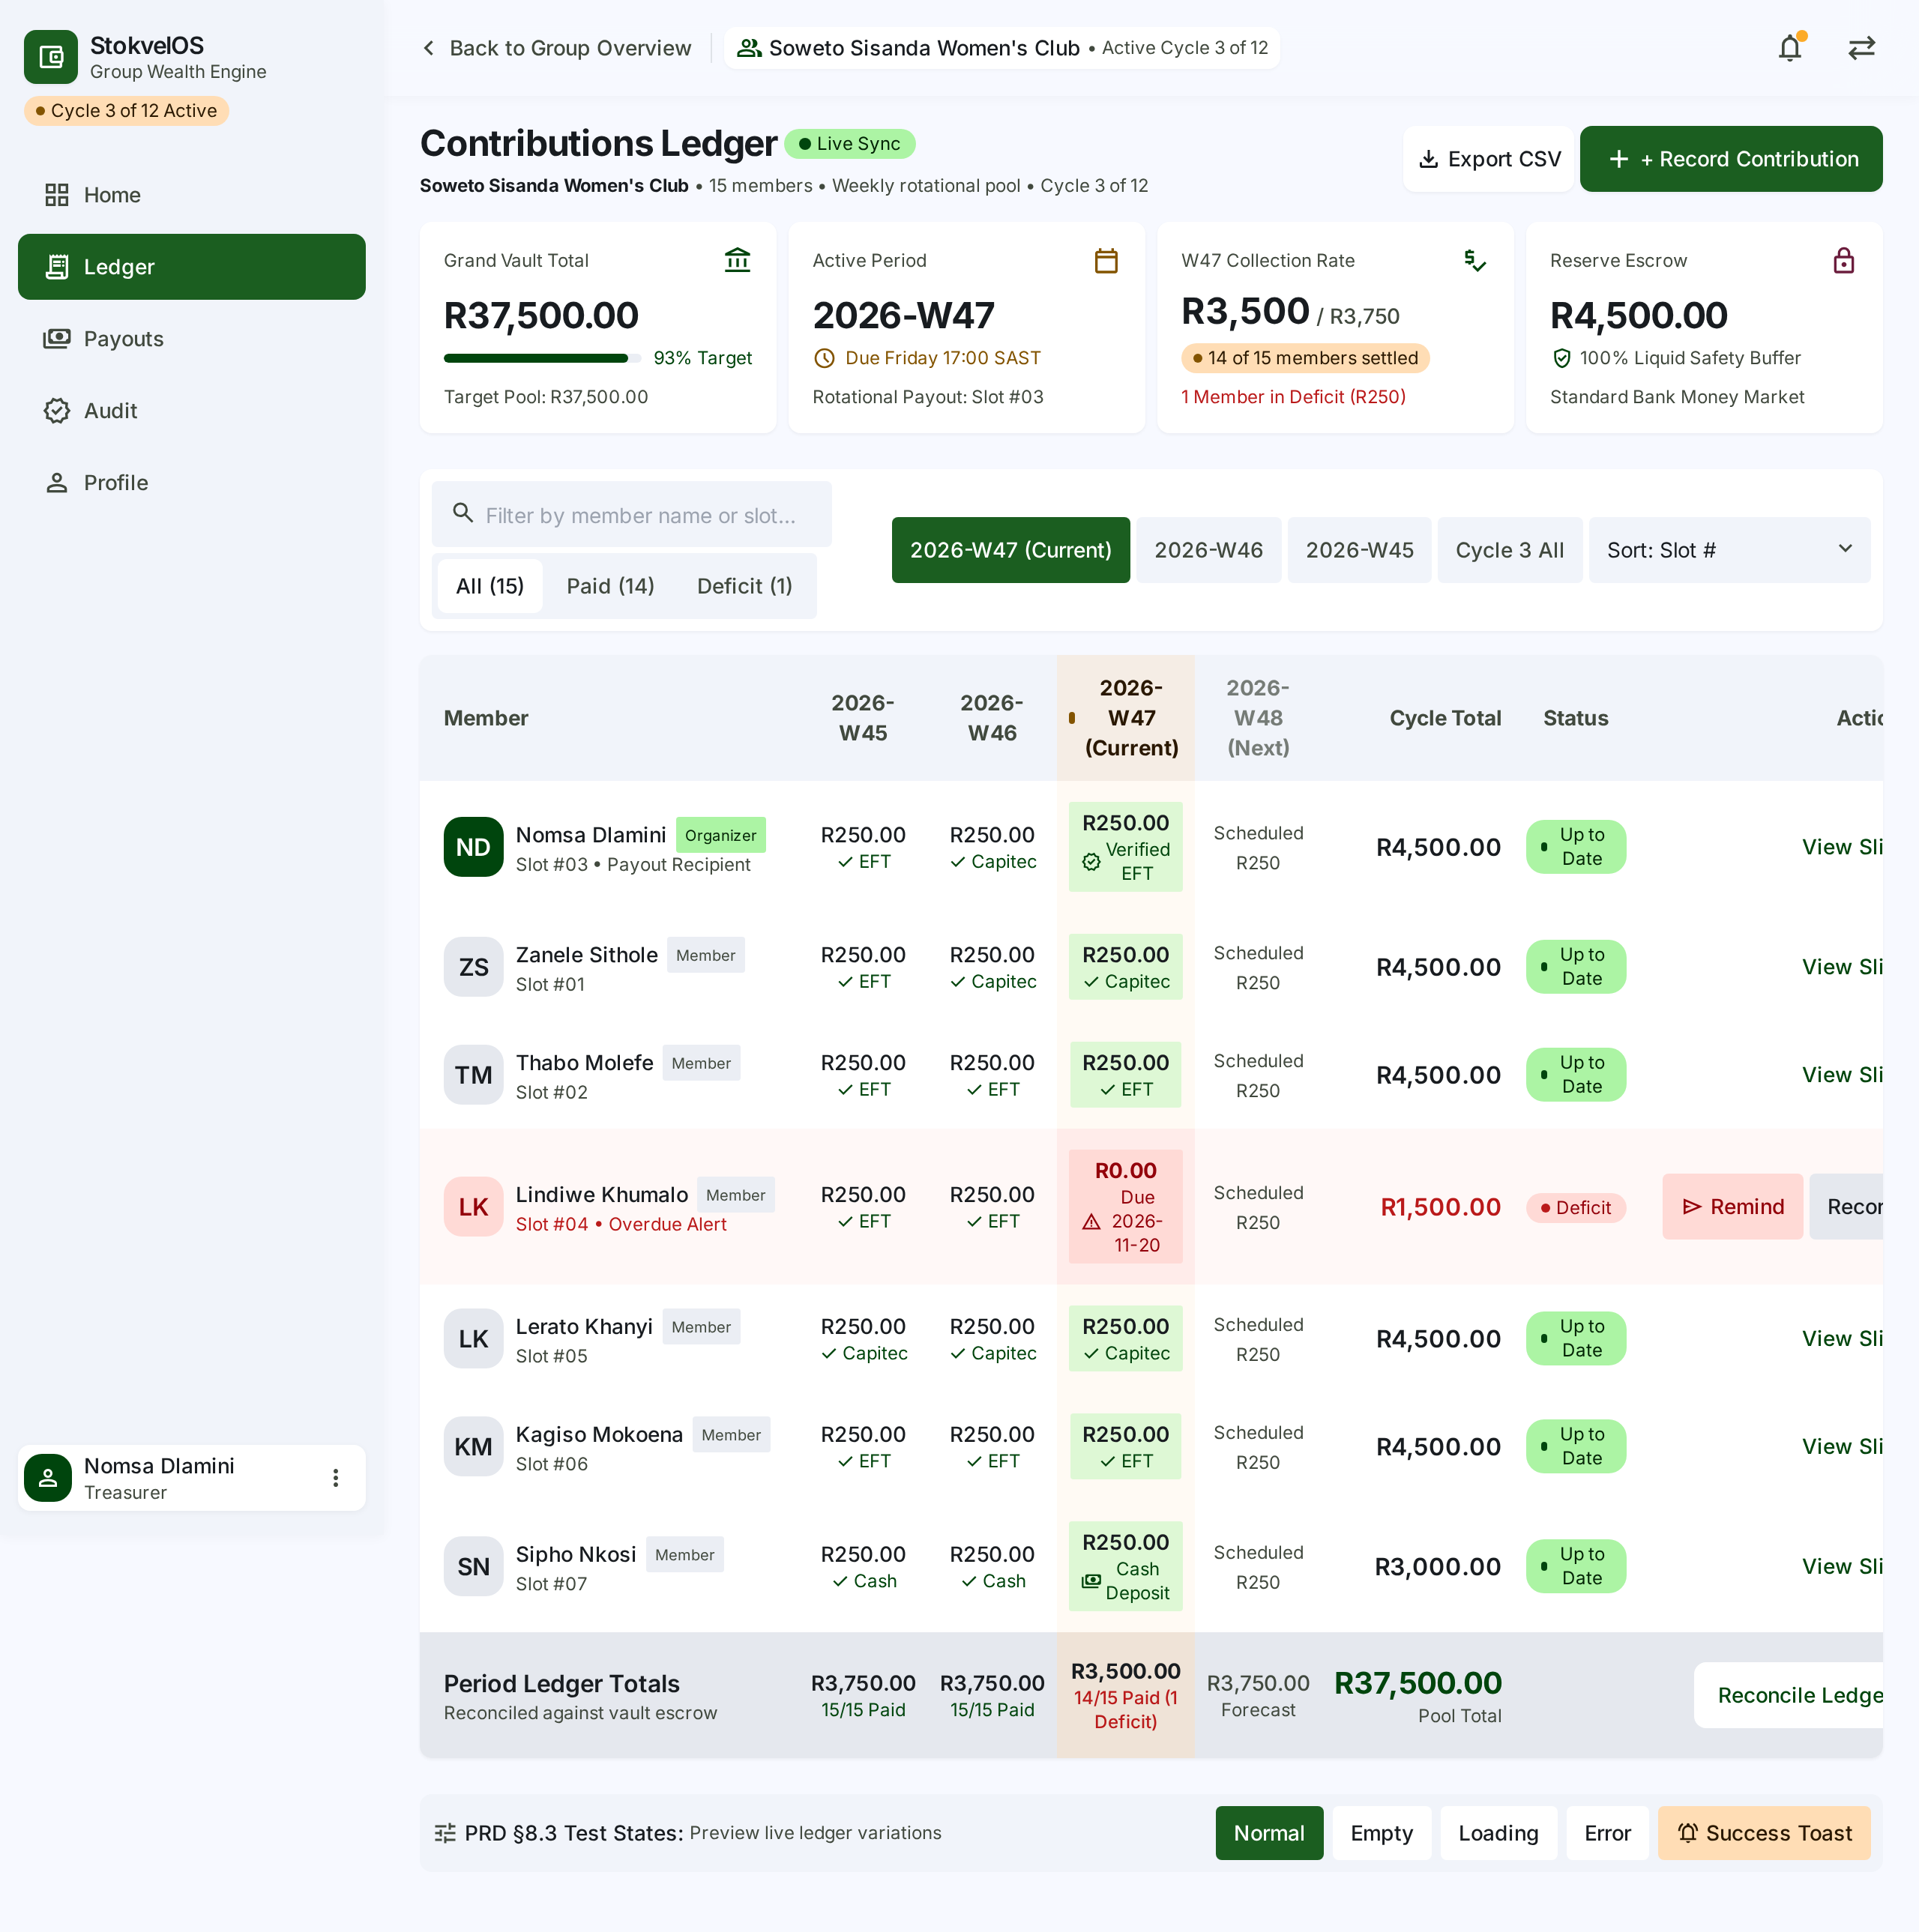 StokvelOS
Group Wealth Engine
Cycle 3 of 12 Active
Home
Ledger
Payouts
Audit
Profile
Nomsa Dlamini
Treasurer
Back to Group Overview
Soweto Sisanda Women's Club • Active Cycle 3 of 12
Contributions Ledger
Live Sync
Soweto Sisanda Women's Club • 15 members • Weekly rotational pool • Cycle 3 of 12
Export CSV
+ Record Contribution
Grand Vault Total
R37,500.00
93% Target
Target Pool: R37,500.00
Active Period
2026-W47
Due Friday 17:00 SAST
Rotational Payout: Slot #03
W47 Collection Rate
R3,500 / R3,750
14 of 15 members settled
1 Member in Deficit (R250)
Reserve Escrow
R4,500.00
100% Liquid Safety Buffer
Standard Bank Money Market
Filter by member name or slot...
All (15)
Paid (14)
Deficit (1)
2026-W47 (Current)
2026-W46
2026-W45
Cycle 3 All
Sort: Slot #
Member
2026-
W45
2026-
W46
2026-
W47
(Current)
2026-
W48
(Next)
Cycle Total
Status
Actic
Nomsa Dlamini
Organizer
ND
Slot #03 • Payout Recipient
R250.00
EFT
R250.00
Capitec
R250.00
Verified
EFT
Scheduled
R250
R4,500.00
Up to
Date
View Sli
ZS
Zanele Sithole
Member
Slot #01
R250.00
EFT
R250.00
Capitec
R250.00
Capitec
Scheduled
R250
R4,500.00
Up to
Date
View Sli
TM
Thabo Molefe
Member
Slot #02
R250.00
EFT
R250.00
EFT
R250.00
EFT
Scheduled
R250
R4,500.00
Up to
Date
View Sli
LK
Lindiwe Khumalo
Member
Slot #04 • Overdue Alert
R250.00
EFT
R250.00
EFT
R0.00
Due
2026-
11-20
Scheduled
R250
R1,500.00
Deficit
Remind
Recor
LK
Lerato Khanyi
Member
Slot #05
R250.00
Capitec
R250.00
Capitec
R250.00
Capitec
Scheduled
R250
R4,500.00
Up to
Date
View Sli
KM
Kagiso Mokoena
Member
Slot #06
R250.00
EFT
R250.00
EFT
R250.00
EFT
Scheduled
R250
R4,500.00
Up to
Date
View Sli
SN
Sipho Nkosi
Member
Slot #07
R250.00
Cash
R250.00
Cash
R250.00
Cash
Deposit
Scheduled
R250
R3,000.00
Up to
Date
View Sli
Period Ledger Totals
Reconciled against vault escrow
R3,750.00
15/15 Paid
R3,750.00
15/15 Paid
R3,500.00
14/15 Paid (1
Deficit)
R3,750.00
Forecast
R37,500.00
Pool Total
Reconcile Ledge
PRD §8.3 Test States: Preview live ledger variations
Normal
Empty
Loading
Error
Success Toast